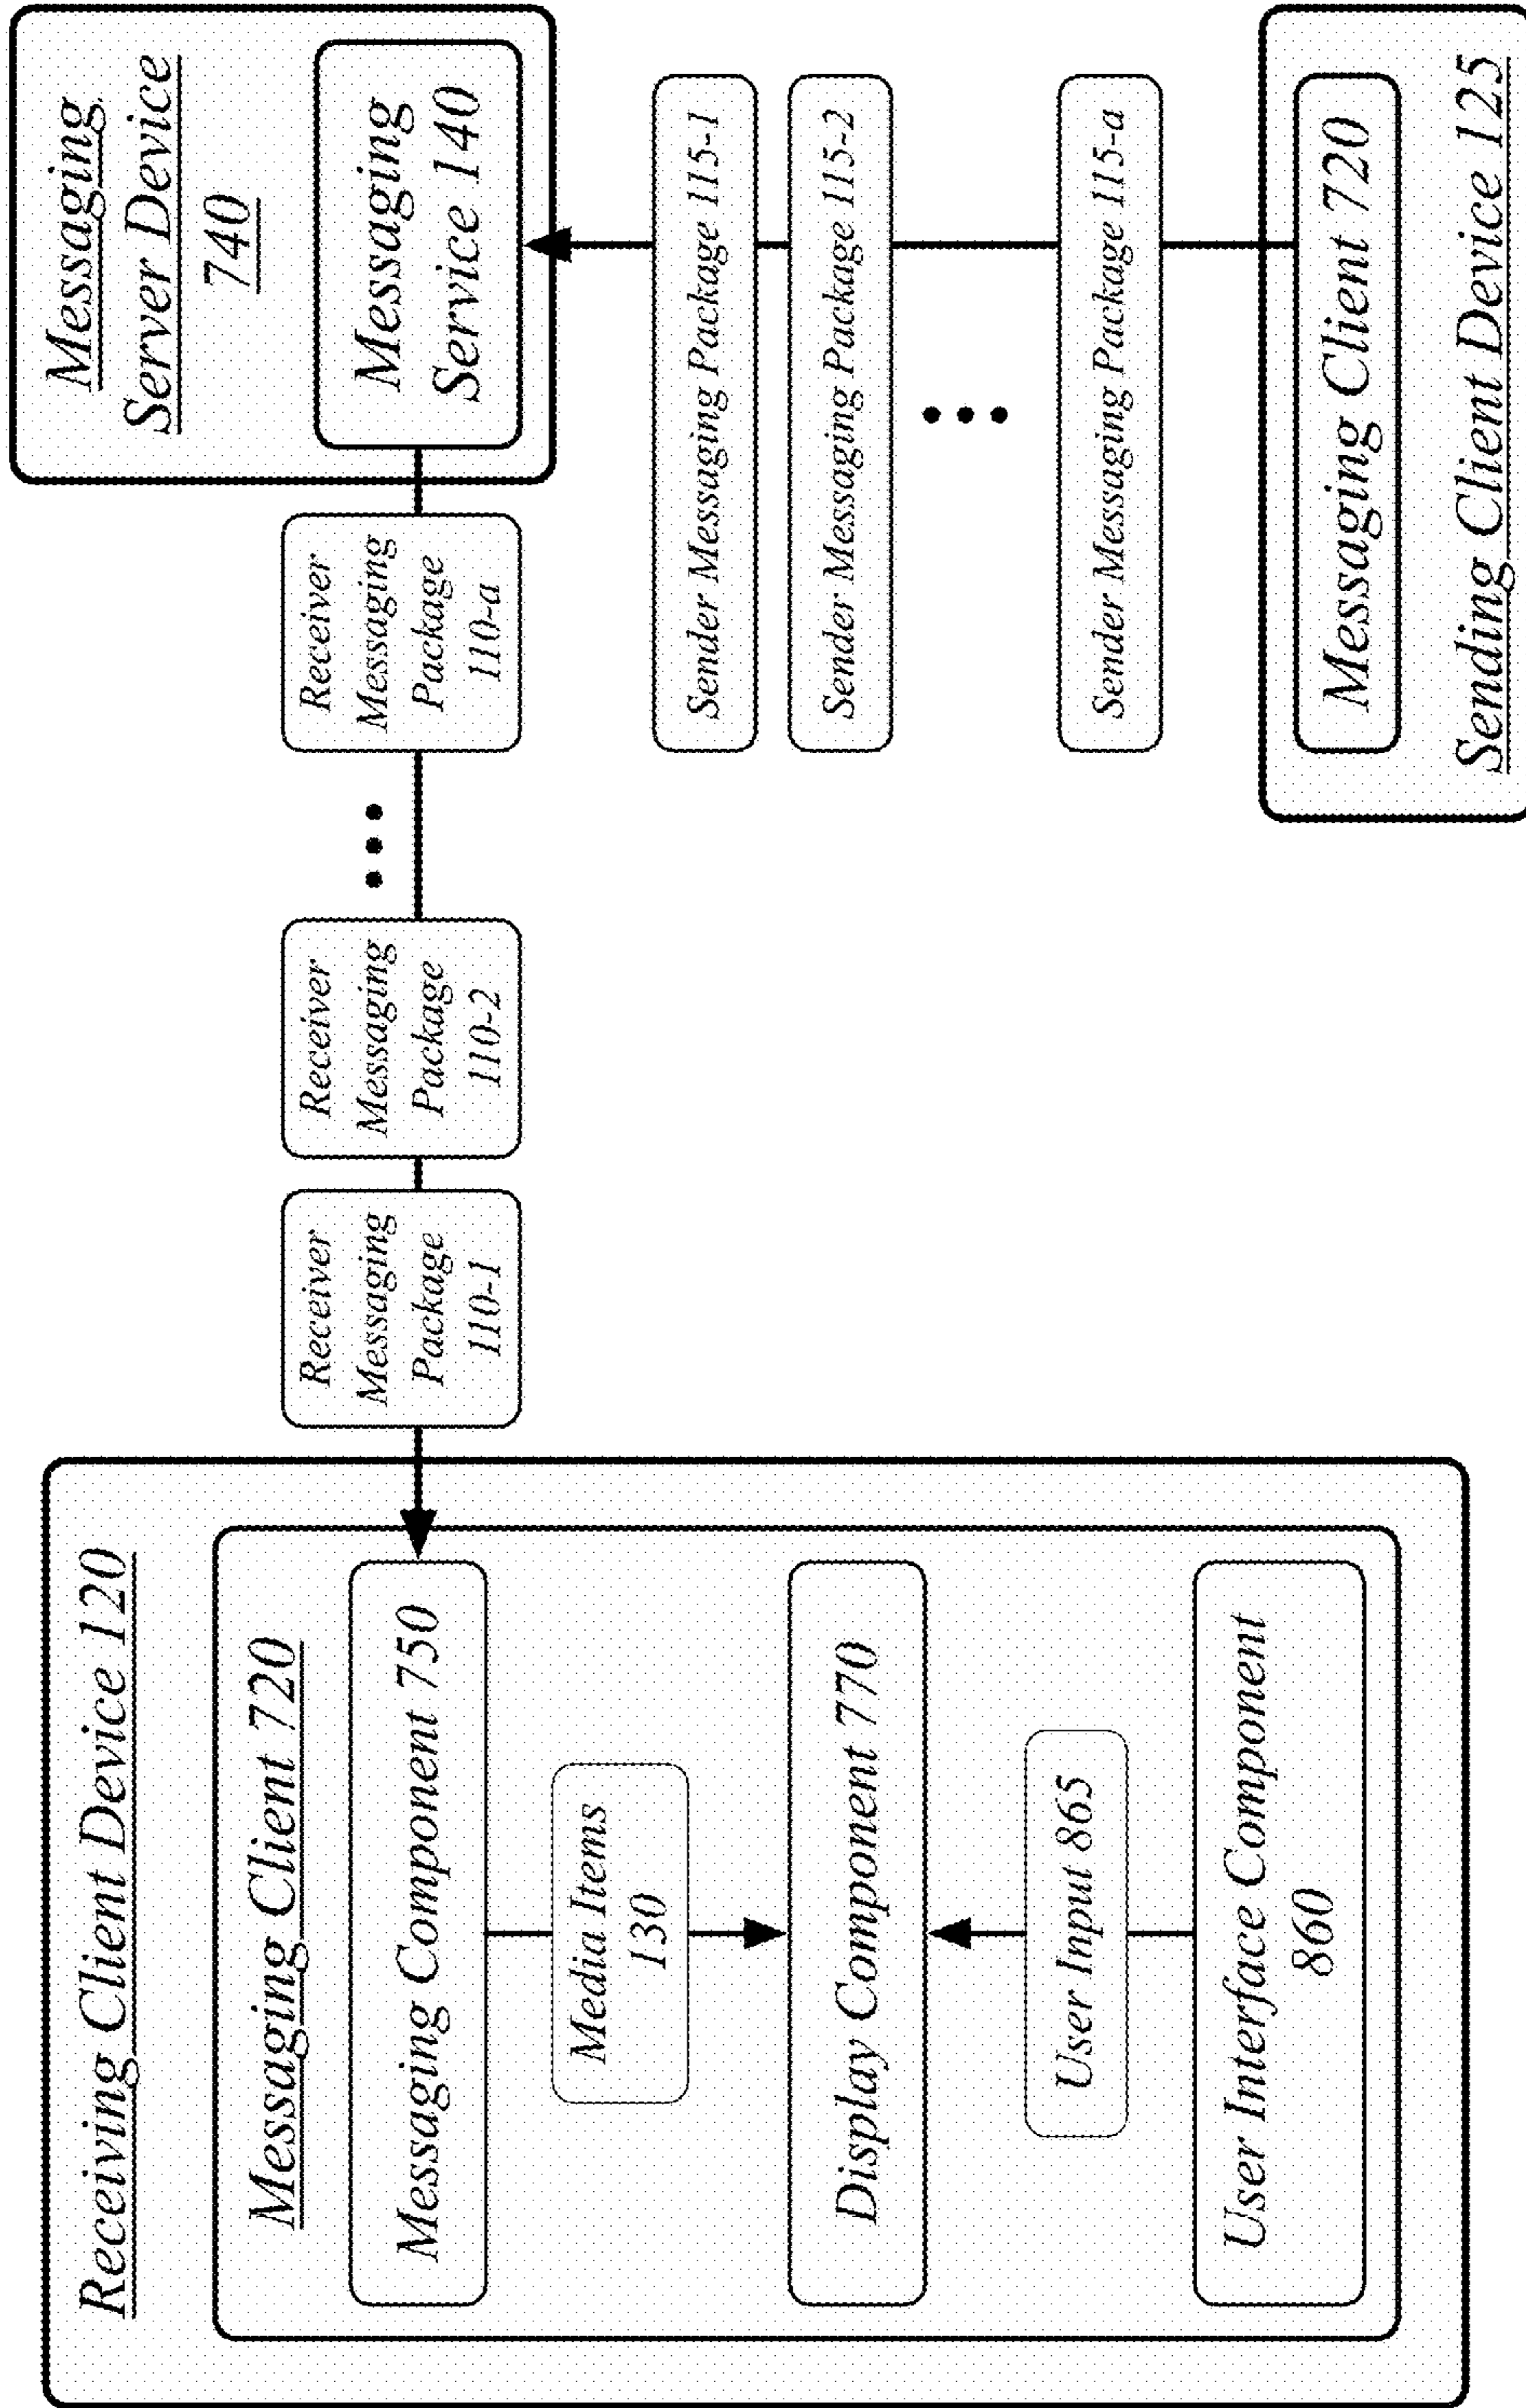 Receiving Client Device 120
Messaging Client 720
Messaging Component 750
Media Items
130
Display Component 770
User Input 865
User Interface Component
860
Receiver
Messaging
Package
110-1
Receiver
Messaging
Package
110-2
Receiver
Messaging
Package
110-a
Messaging
Server Device
740
Messaging
Service 140
Sender Messaging Package 115-1
Sender Messaging Package 115-2
Sender Messaging Package 115-a
Messaging Client 720
Sending Client Device 125